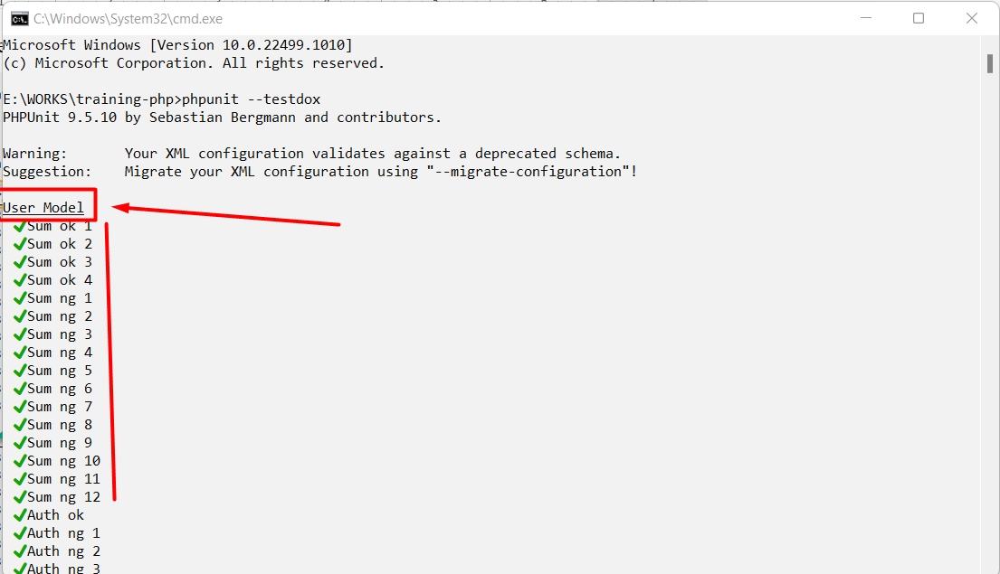 C:\Windows\System32\cmd.exe
Microsoft Windows [Version 10.0.22499.1010]
(c) Microsoft Corporation. All rights reserved.
E:\WORKS\training-php>phpunit --testdox
PHPUnit 9.5.10 by Sebastian Bergmann and contributors.
Warning:       Your XML configuration validates against a deprecated schema.
Suggestion:    Migrate your XML configuration using "--migrate-configuration"!
User Model
✔Sum ok 1
✔Sum ok 2
✔Sum ok 3
✔Sum ok 4
✔Sum ng 1
✔Sum ng 2
✔Sum ng 3
✔Sum ng 4
✔Sum ng 5
✔Sum ng 6
✔Sum ng 7
✔Sum ng 8
✔Sum ng 9
✔Sum ng 10
✔Sum ng 11
✔Sum ng 12
✔Auth ok
✔Auth ng 1
✔Auth ng 2
✔Auth ng 3